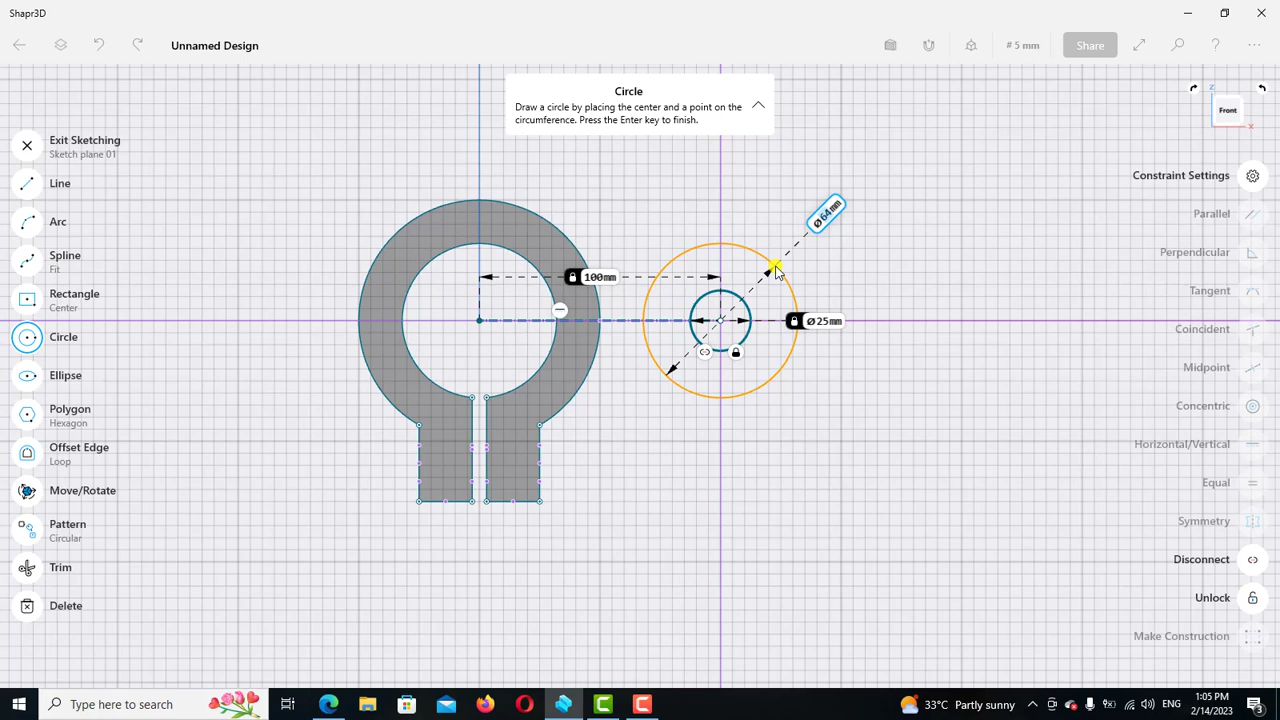 Shapr3D
Unnamed Design
# 5 mm
Share
Circle
Draw a circle by placing the center and a point on the
circumference. Press the Enter key to finish.
Z
Front
X
Exit Sketching
Sketch plane 01
Line
Arc
Spline
Fit
Rectangle
Center
Circle
Ellipse
Polygon
Hexagon
Offset Edge
Loop
Move/Rotate
Pattern
Circular
Trim
Delete
Ø64mm
100mm
Ø25mm
Constraint Settings
Parallel
Perpendicular
Tangent
Coincident
Midpoint
Concentric
Horizontal/Vertical
Equal
Symmetry
Disconnect
Unlock
Make Construction
Type here to search
33°C Partly sunny
ENG
1:05 PM
2/14/2023
3